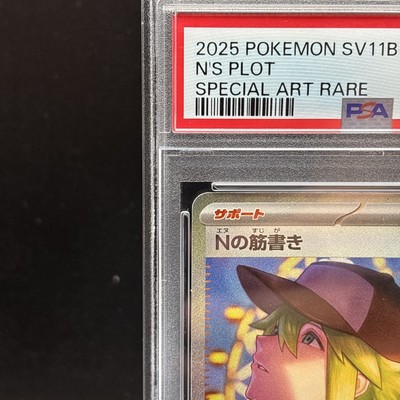 2025 POKEMON SV11B
N'S PLOT
SPECIAL ART RARE
PSA
サポート
エヌ すじ が
Nの筋書き